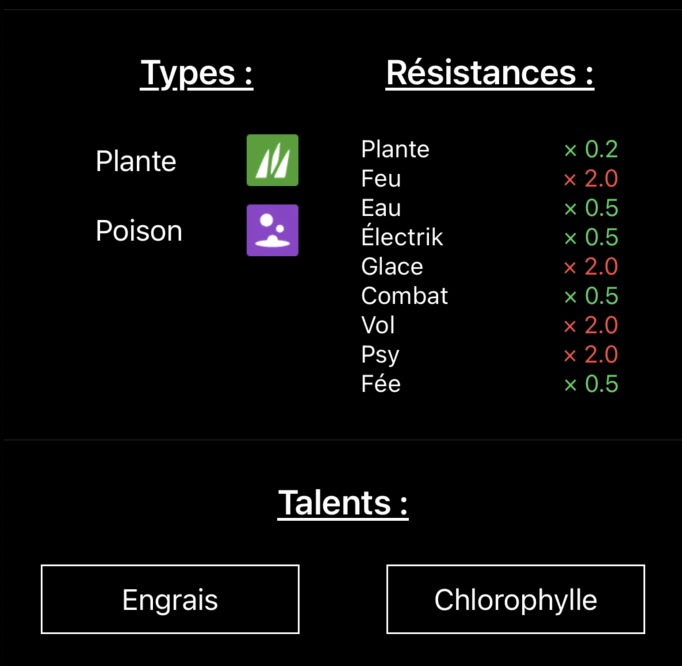 Types :
Plante
Poison
Résistances :
Plante × 0.2
Feu × 2.0
Eau × 0.5
Électrik × 0.5
Glace × 2.0
Combat × 0.5
Vol × 2.0
Psy × 2.0
Fée × 0.5
Talents :
Engrais
Chlorophylle